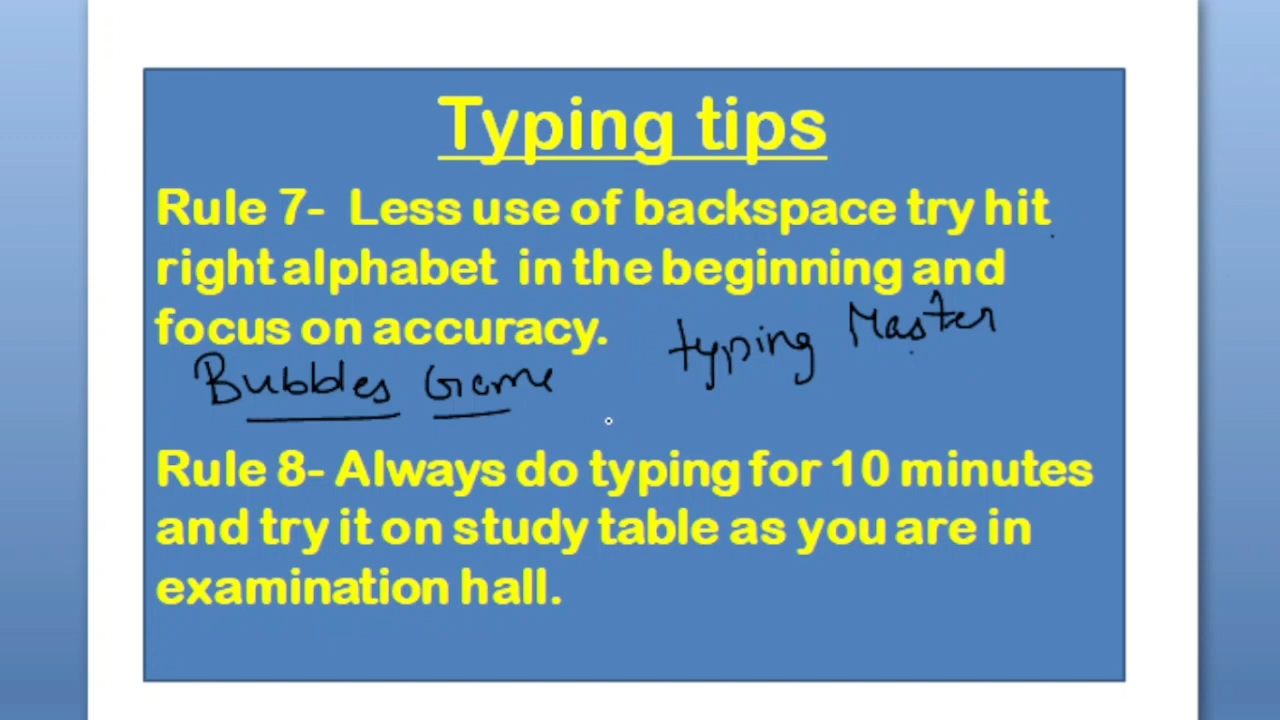 Typing tips
Rule 7- Less use of backspace try hit
right alphabet in the beginning and
focus on accuracy.
typing Master
Bubbles Game
Rule 8- Always do typing for 10 minutes
and try it on study table as you are in
examination hall.